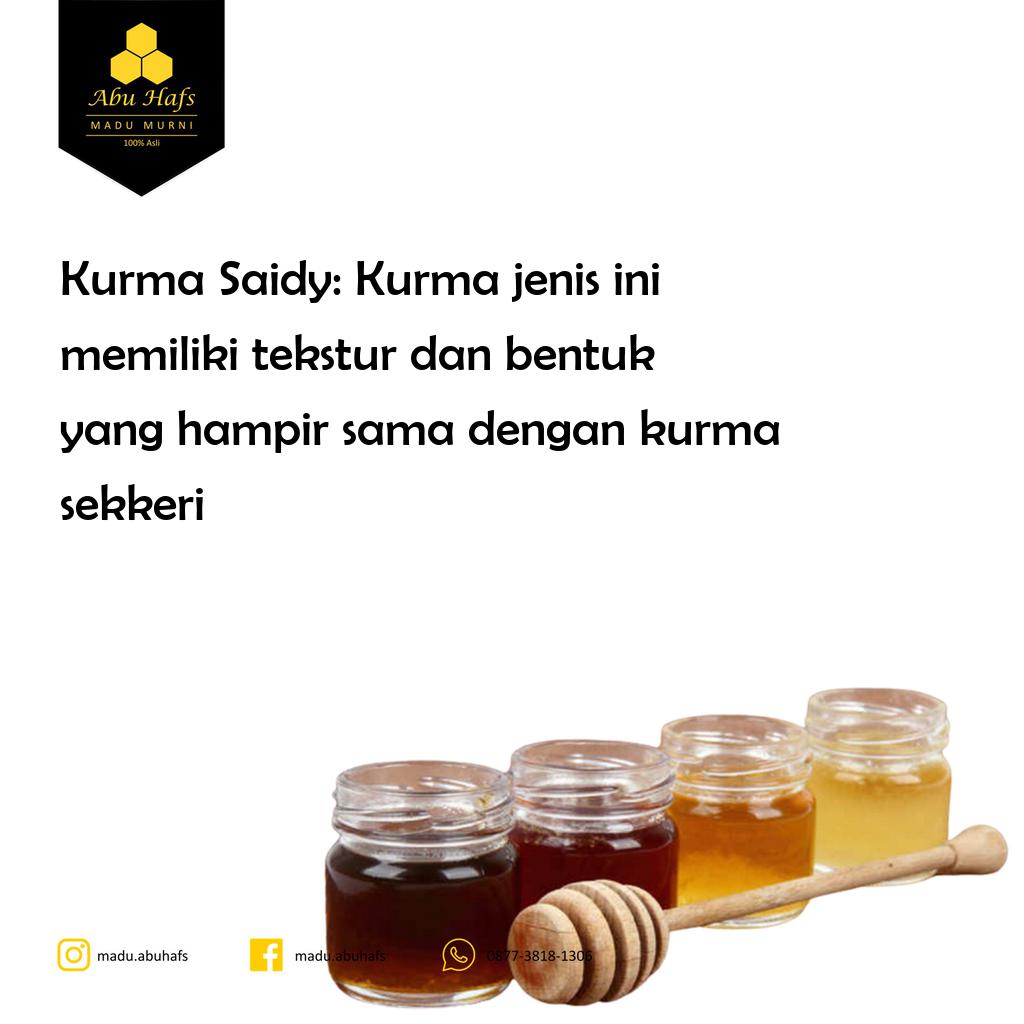 Abu Hafs
MADU MURNI
100% Asli
Kurma Saidy: Kurma jenis ini
memiliki tekstur dan bentuk
yang hampir sama dengan kurma
sekkeri
madu.abuhafs
madu.abuhafs
0877-3818-1306